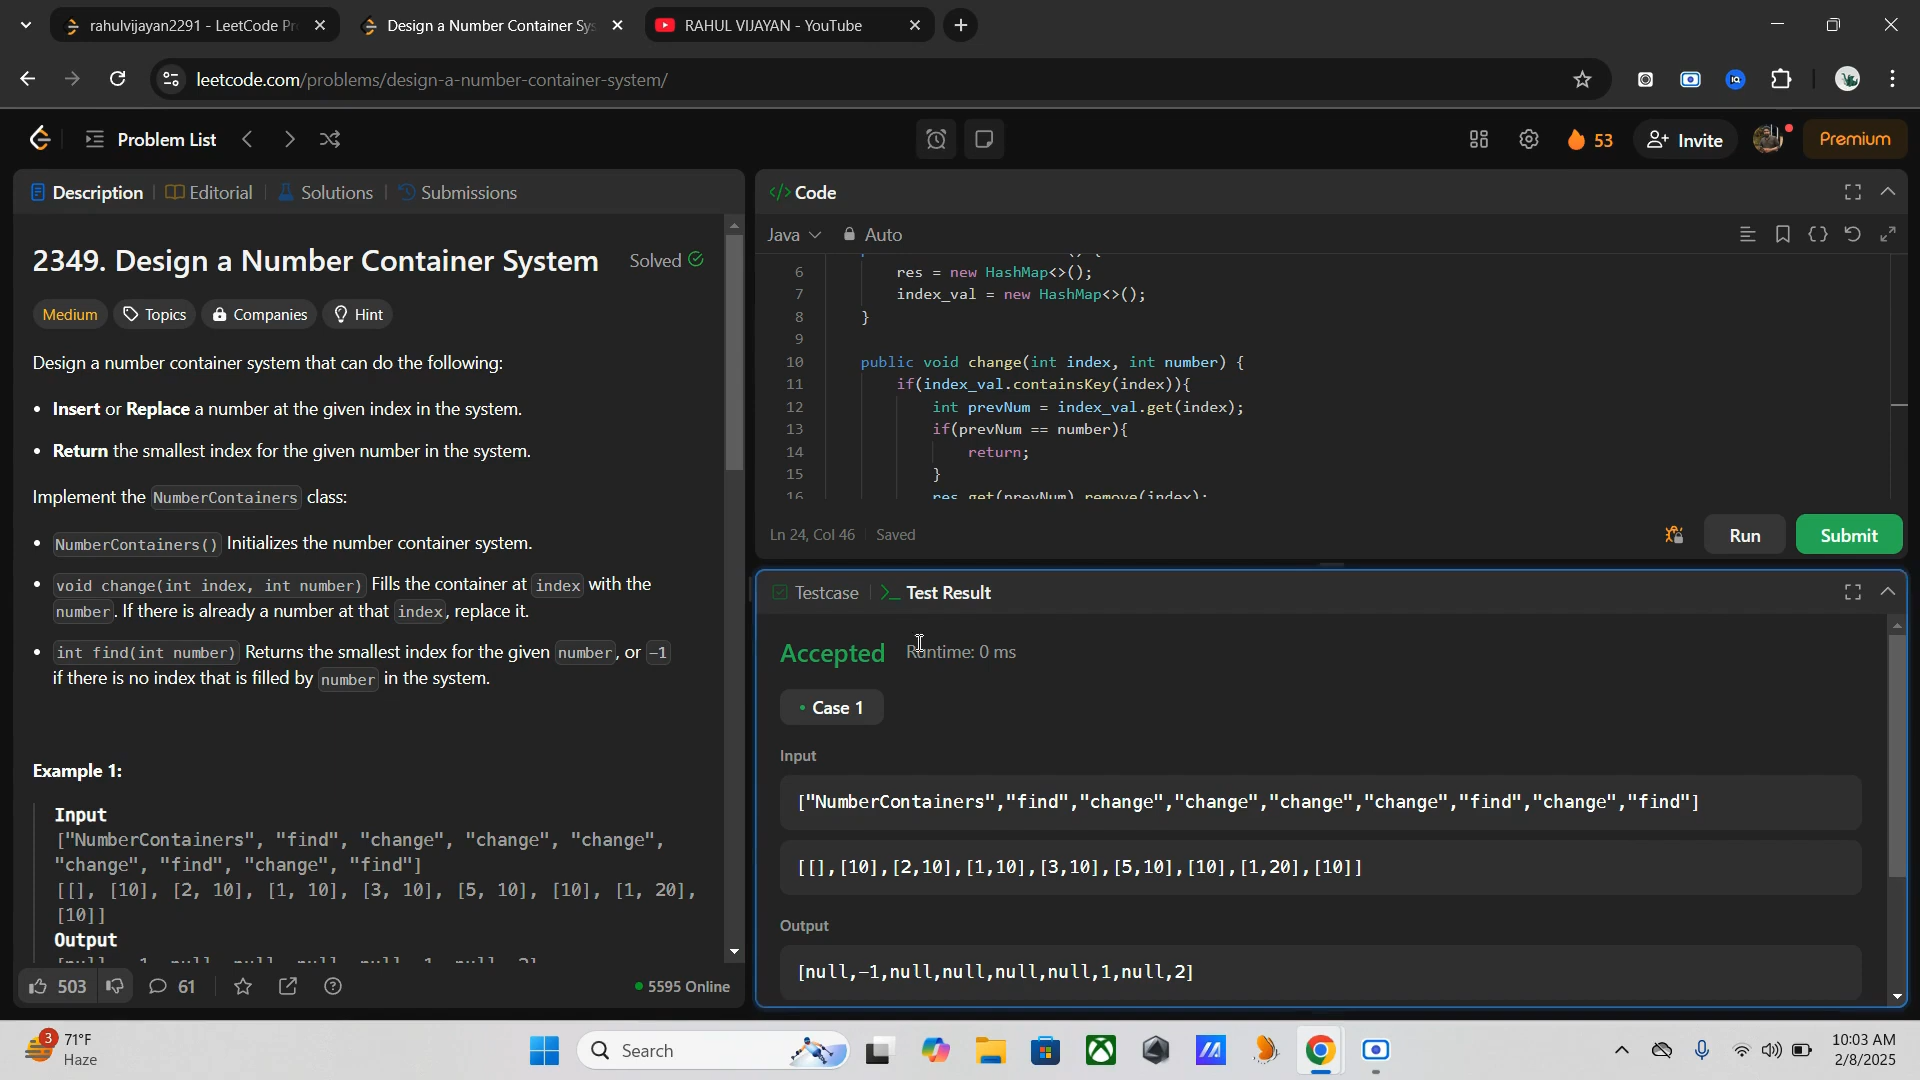 rahulvijayan2291 - LeetCode Pr
Design a Number Container Sys
RAHUL VIJAYAN - YouTube
leetcode.com/problems/design-a-number-container-system/
Problem List
53
Invite
Premium
Description
Editorial
Solutions
Submissions
2349. Design a Number Container System
Solved
Medium
Topics
Companies
Hint
Design a number container system that can do the following:
• Insert or Replace a number at the given index in the system.
• Return the smallest index for the given number in the system.
Implement the NumberContainers class:
• NumberContainers() Initializes the number container system.
• void change(int index, int number) Fills the container at index with the
number. If there is already a number at that index, replace it.
• int find(int number) Returns the smallest index for the given number, or -1
if there is no index that is filled by number in the system.
Example 1:
Input
["NumberContainers", "find", "change", "change", "change",
"change", "find", "change", "find"]
[[], [10], [2, 10], [1, 10], [3, 10], [5, 10], [10], [1, 20],
[10]]
Output
503
61
5595 Online
</> Code
Java
Auto
6 res = new HashMap<>();
7 index_val = new HashMap<>();
8 }
9
10 public void change(int index, int number) {
11 if(index_val.containsKey(index)){
12 int prevNum = index_val.get(index);
13 if(prevNum == number){
14 return;
15 }
16 res.get(prevNum).remove(index);
Ln 24, Col 46
Saved
Run
Submit
Testcase
>_ Test Result
Accepted
Runtime: 0 ms
• Case 1
Input
["NumberContainers","find","change","change","change","change","find","change","find"]
[[],[10],[2,10],[1,10],[3,10],[5,10],[10],[1,20],[10]]
Output
[null,-1,null,null,null,null,1,null,2]
3
71°F
Haze
Search
10:03 AM
2/8/2025